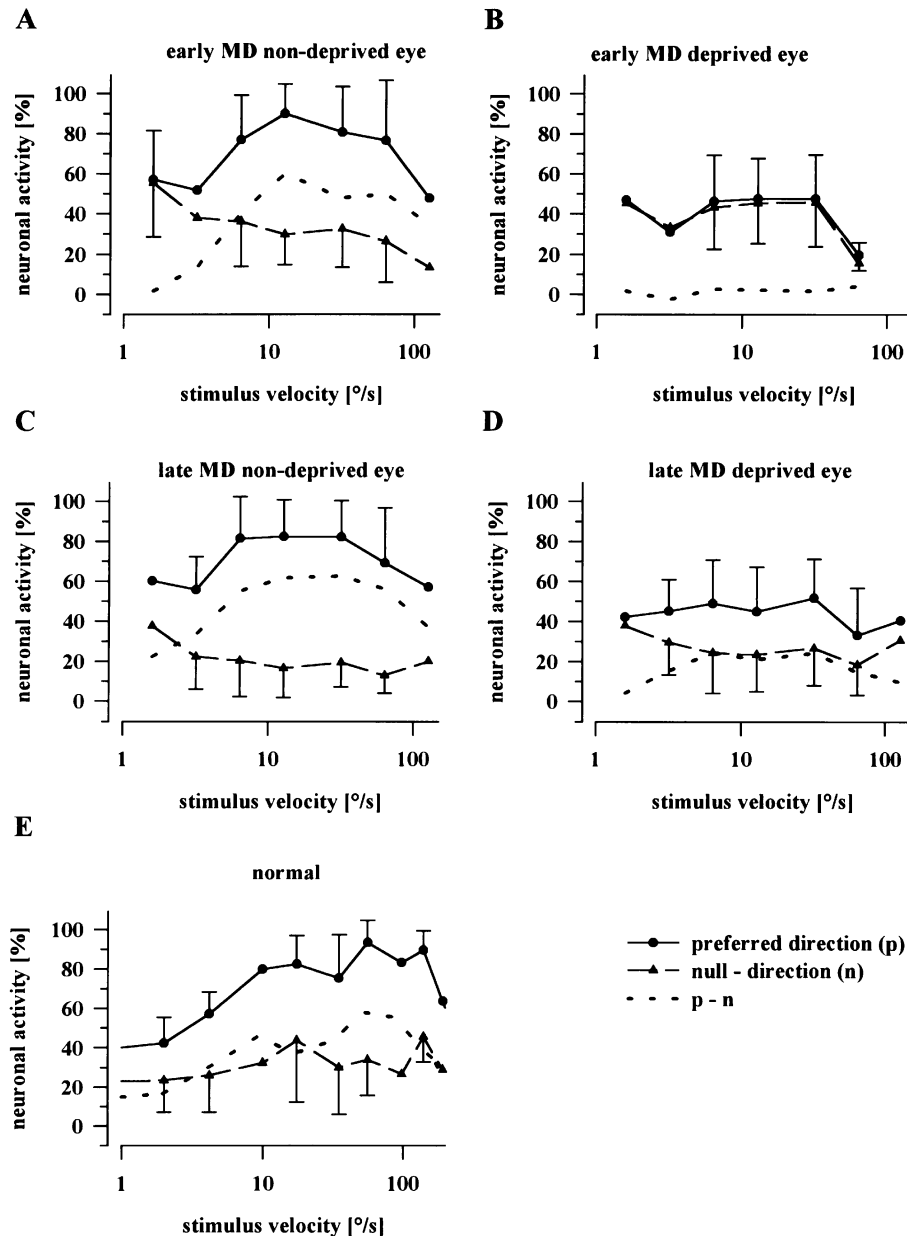 A
early MD non-deprived eye
neuronal activity [%]
100
80
60
40
20
0
1
10
100
stimulus velocity [°/s]
B
early MD deprived eye
neuronal activity [%]
100
80
60
40
20
0
1
10
100
stimulus velocity [°/s]
C
late MD non-deprived eye
neuronal activity [%]
100
80
60
40
20
0
1
10
100
stimulus velocity [°/s]
D
late MD deprived eye
neuronal activity [%]
100
80
60
40
20
0
1
10
100
stimulus velocity [°/s]
E
normal
neuronal activity [%]
100
80
60
40
20
0
1
10
100
stimulus velocity [°/s]
preferred direction (p)
null - direction (n)
p - n